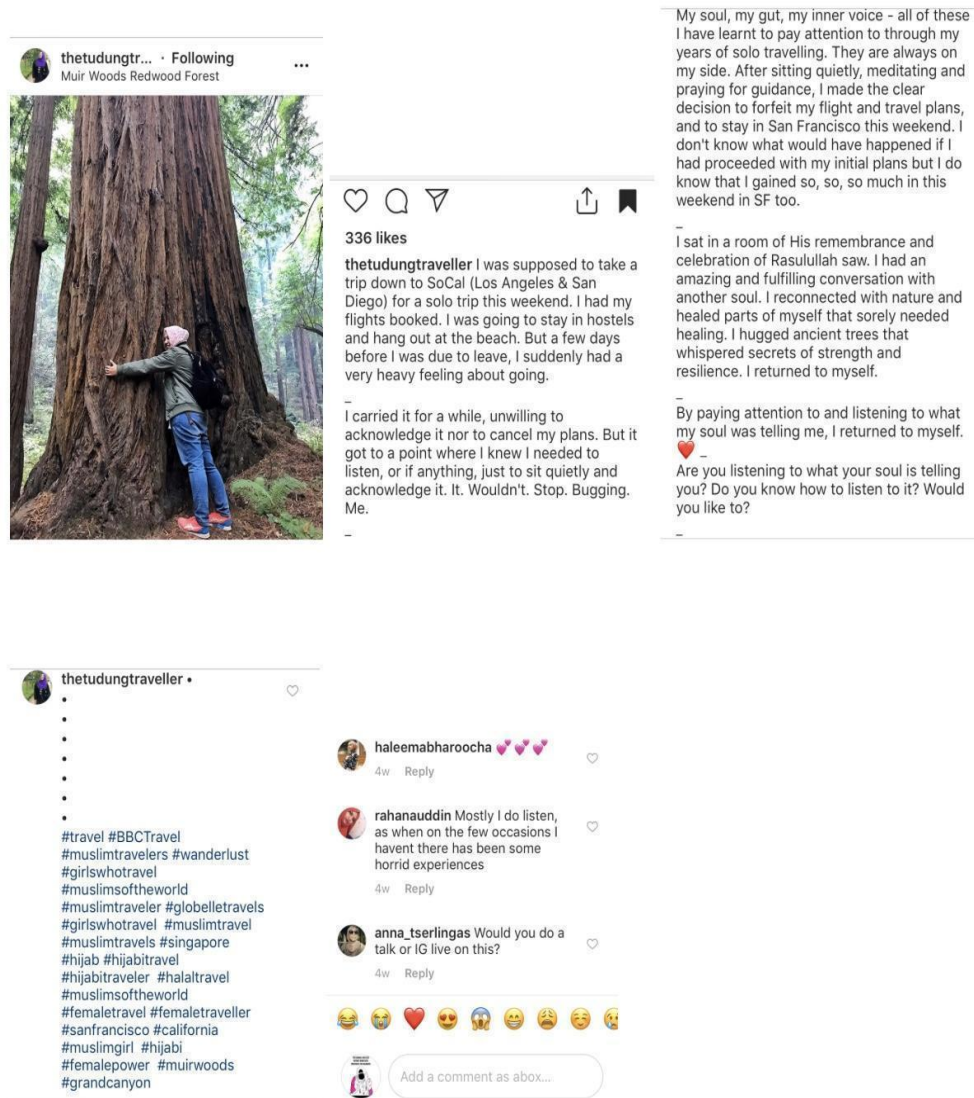 thetudungtr... · Following
Muir Woods Redwood Forest
...
336 likes
thetudungtraveller I was supposed to take a
trip down to SoCal (Los Angeles & San
Diego) for a solo trip this weekend. I had my
flights booked. I was going to stay in hostels
and hang out at the beach. But a few days
before I was due to leave, I suddenly had a
very heavy feeling about going.
_
I carried it for a while, unwilling to
acknowledge it nor to cancel my plans. But it
got to a point where I knew I needed to
listen, or if anything, just to sit quietly and
acknowledge it. It. Wouldn't. Stop. Bugging.
Me.
_
My soul, my gut, my inner voice - all of these
I have learnt to pay attention to through my
years of solo travelling. They are always on
my side. After sitting quietly, meditating and
praying for guidance, I made the clear
decision to forfeit my flight and travel plans,
and to stay in San Francisco this weekend. I
don't know what would have happened if I
had proceeded with my initial plans but I do
know that I gained so, so, so much in this
weekend in SF too.
_
I sat in a room of His remembrance and
celebration of Rasulullah saw. I had an
amazing and fulfilling conversation with
another soul. I reconnected with nature and
healed parts of myself that sorely needed
healing. I hugged ancient trees that
whispered secrets of strength and
resilience. I returned to myself.
_
By paying attention to and listening to what
my soul was telling me, I returned to myself.
❤️ _
Are you listening to what your soul is telling
you? Do you know how to listen to it? Would
you like to?
_
thetudungtraveller •
•
•
•
•
•
•
•
#travel #BBCTravel
#muslimtravelers #wanderlust
#girlswhotravel
#muslimsoftheworld
#muslimtraveler #globelletravels
#girlswhotravel #muslimtravel
#muslimtravels #singapore
#hijab #hijabitravel
#hijabitraveler #halaltravel
#muslimsoftheworld
#femaletravel #femaletraveller
#sanfrancisco #california
#muslimgirl #hijabi
#femalepower #muirwoods
#grandcanyon
haleemabharoocha 💕 💕 💕
4w Reply
rahanauddin Mostly I do listen,
as when on the few occasions I
havent there has been some
horrid experiences
4w Reply
anna_tserlingas Would you do a
talk or IG live on this?
4w Reply
😂 😭 ❤️ 😍 😱 😁 😩 ☺️ 😢
Add a comment as abox...